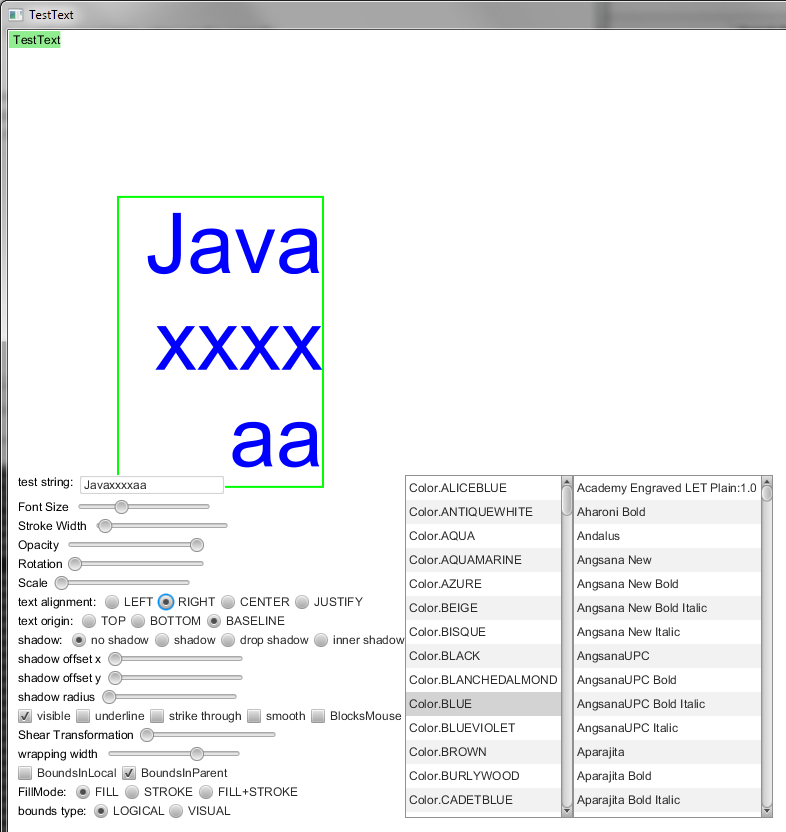 TestText
TestText
Java
xxxx
aa
test string: Javaxxxxaa
Font Size
Stroke Width
Opacity
Rotation
Scale
text alignment: LEFT RIGHT CENTER JUSTIFY
text origin: TOP BOTTOM BASELINE
shadow: no shadow shadow drop shadow inner shadow
shadow offset x
shadow offset y
shadow radius
visible underline strike through smooth BlocksMouse
Shear Transformation
wrapping width
BoundsInLocal BoundsInParent
FillMode: FILL STROKE FILL+STROKE
bounds type: LOGICAL VISUAL
Color.ALICEBLUE
Color.ANTIQUEWHITE
Color.AQUA
Color.AQUAMARINE
Color.AZURE
Color.BEIGE
Color.BISQUE
Color.BLACK
Color.BLANCHEDALMOND
Color.BLUE
Color.BLUEVIOLET
Color.BROWN
Color.BURLYWOOD
Color.CADETBLUE
Academy Engraved LET Plain:1.0
Aharoni Bold
Andalus
Angsana New
Angsana New Bold
Angsana New Bold Italic
Angsana New Italic
AngsanaUPC
AngsanaUPC Bold
AngsanaUPC Bold Italic
AngsanaUPC Italic
Aparajita
Aparajita Bold
Aparajita Bold Italic